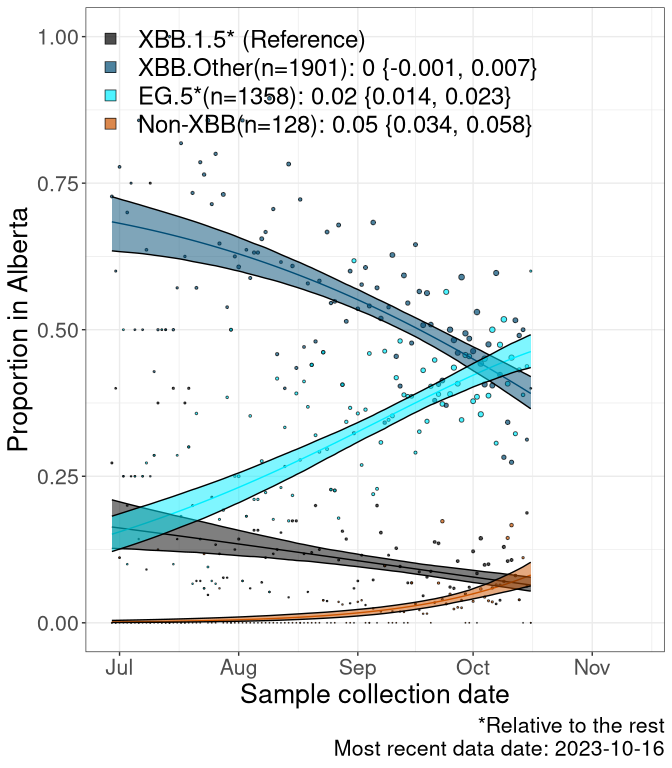 XBB.1.5* (Reference)
XBB.Other(n=1901): 0 {-0.001, 0.007}
EG.5*(n=1358): 0.02 {0.014, 0.023}
Non-XBB(n=128): 0.05 {0.034, 0.058}
1.00
0.75
0.50
0.25
0.00
Proportion in Alberta
Jul Aug Sep Oct Nov
Sample collection date
*Relative to the rest
Most recent data date: 2023-10-16